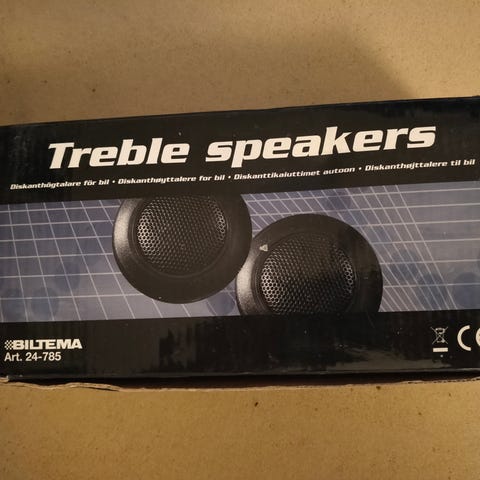 Treble speakers
Diskanthögtalare för bil • Diskanthøyttalere for bil • Diskanttikaiuttimet autoon • Diskanthøjttalere til bil
BILTEMA
Art. 24-785
CE